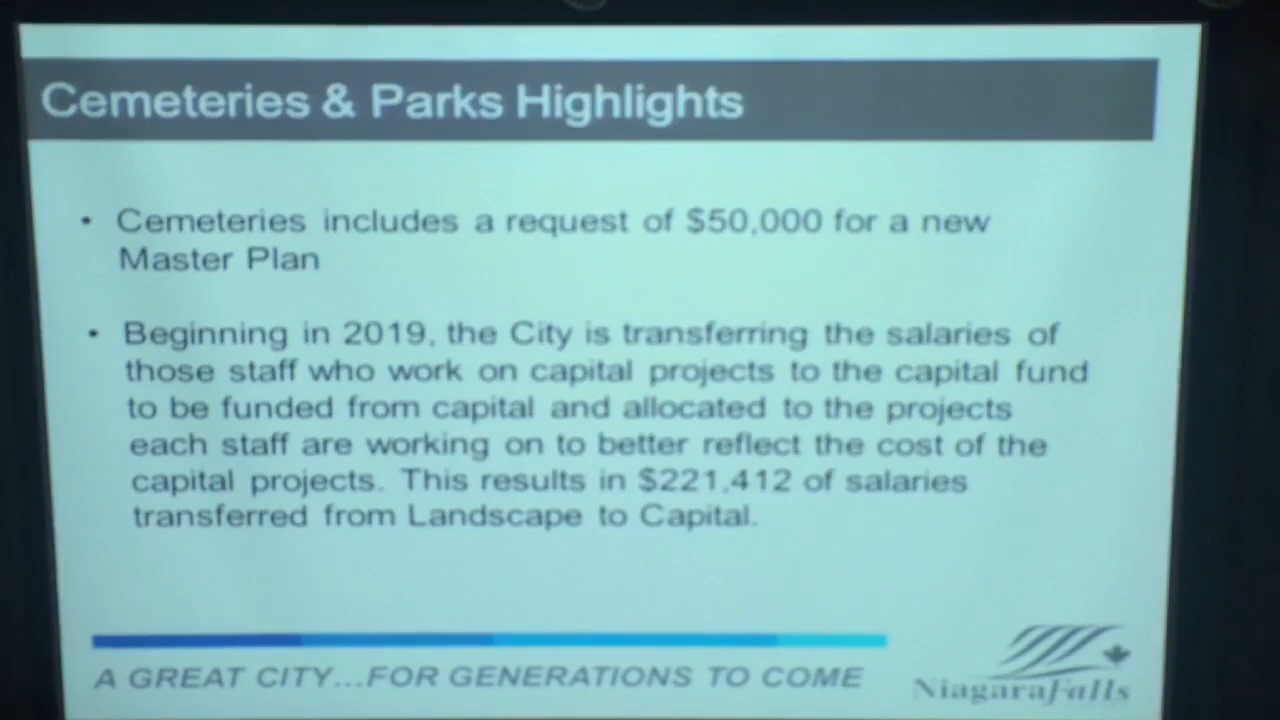 Cemeteries & Parks Highlights
• Cemeteries includes a request of $50,000 for a new
Master Plan
• Beginning in 2019, the City is transferring the salaries of
those staff who work on capital projects to the capital fund
to be funded from capital and allocated to the projects
each staff are working on to better reflect the cost of the
capital projects. This results in $221,412 of salaries
transferred from Landscape to Capital.
A GREAT CITY...FOR GENERATIONS TO COME
NiagaraFalls